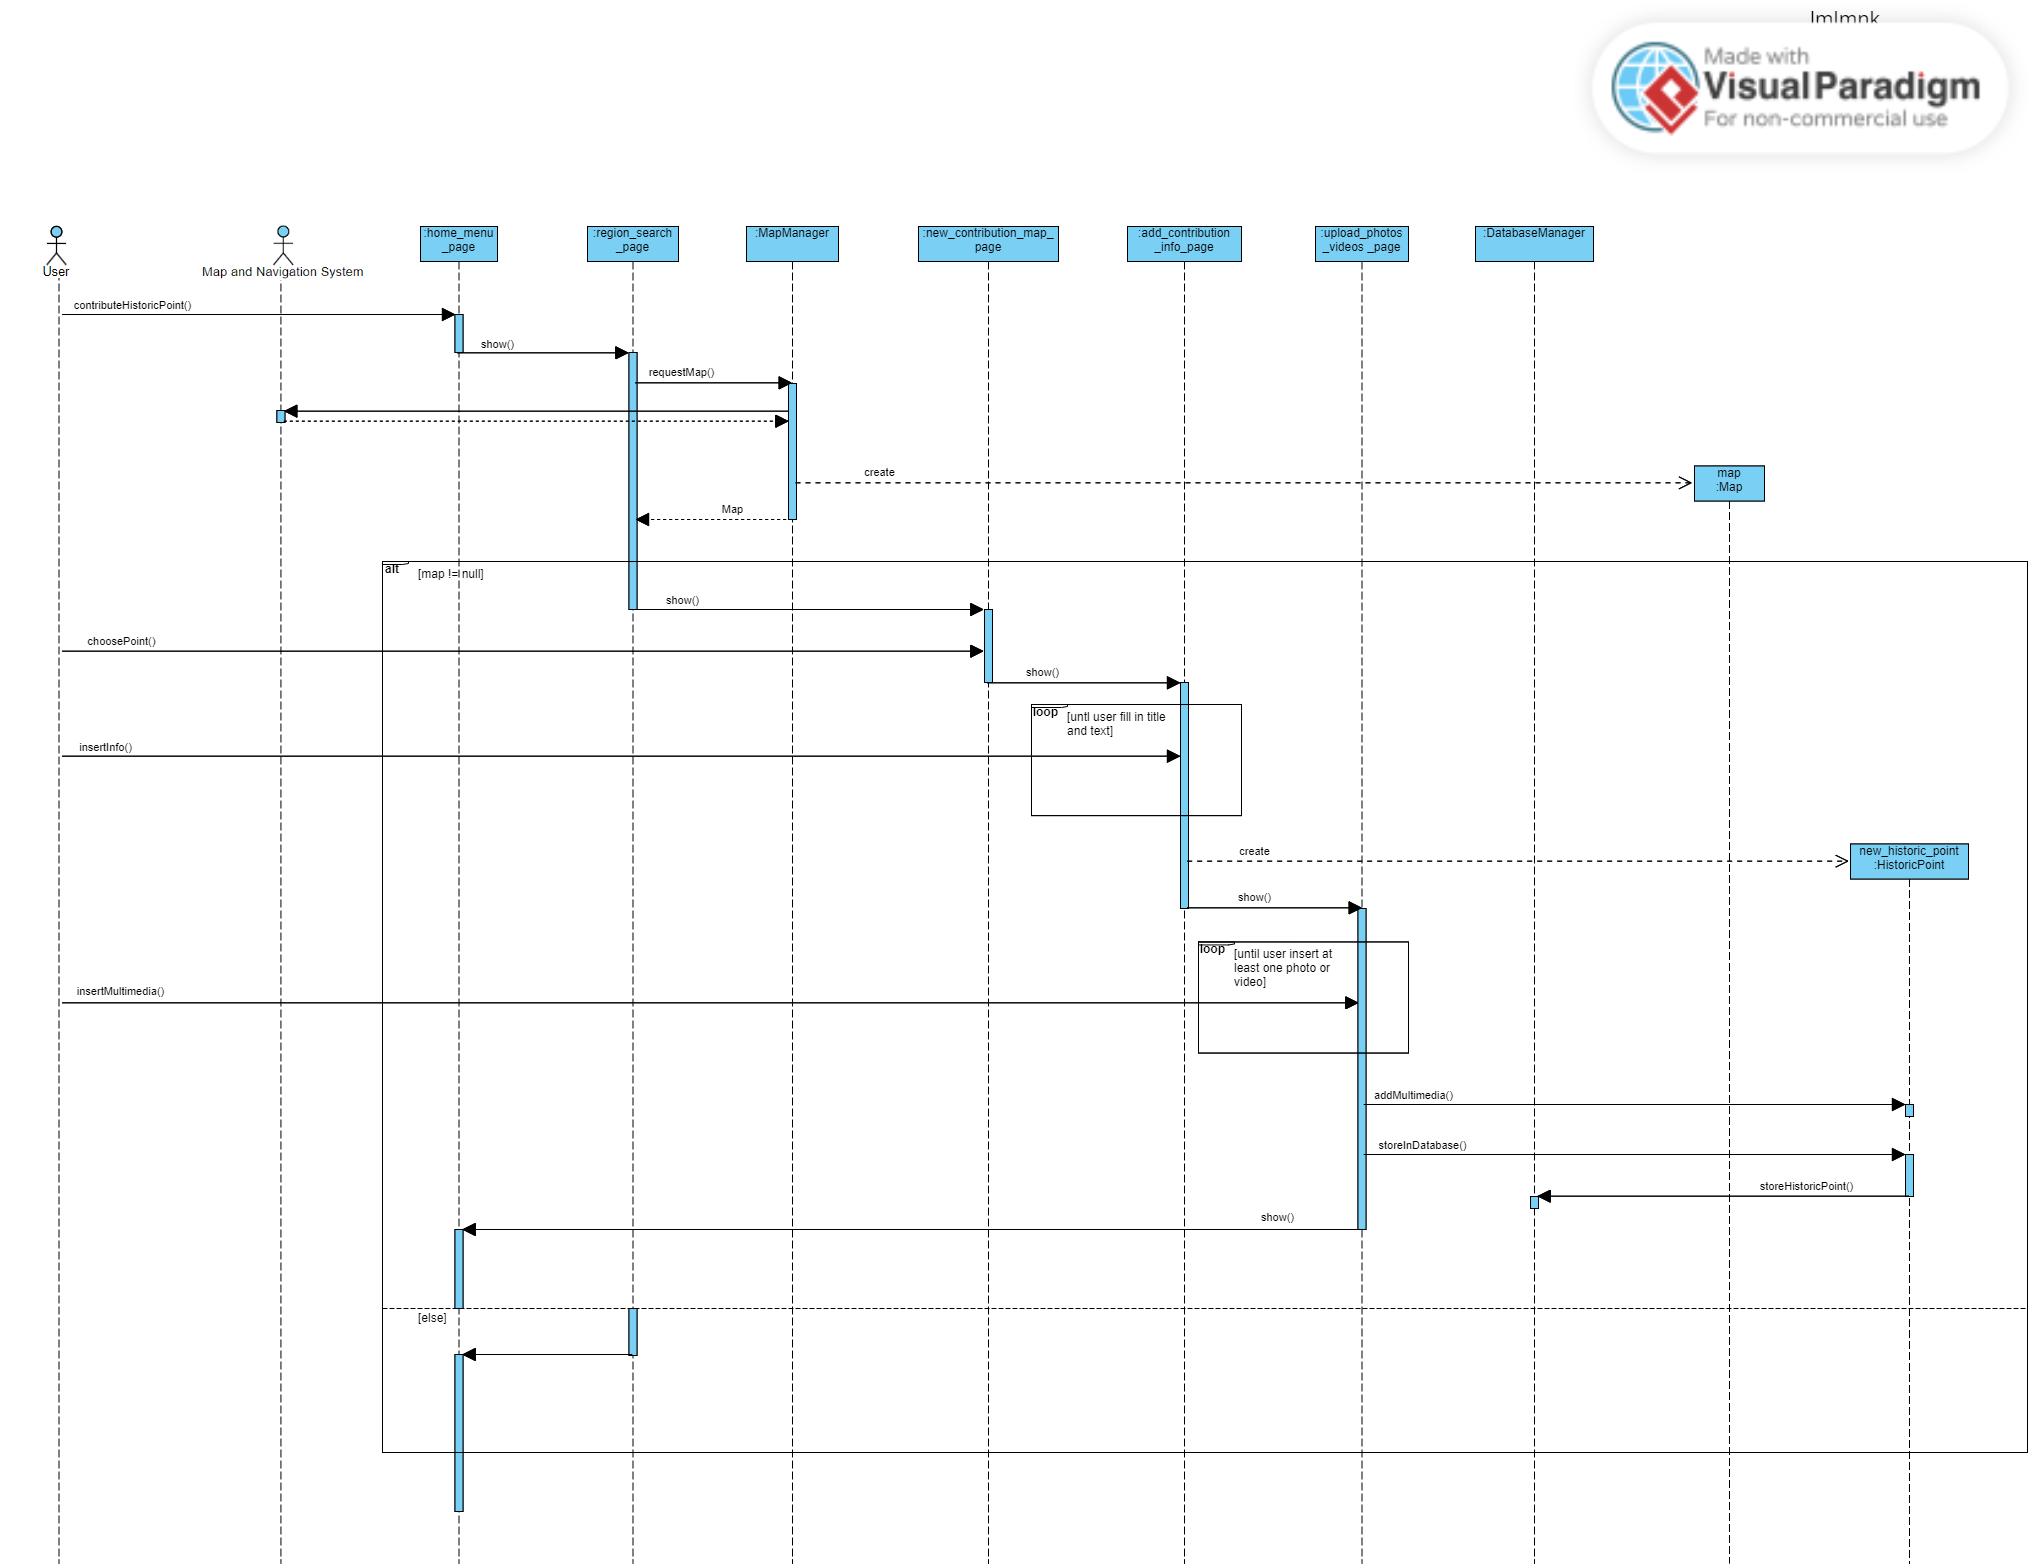 lmlmnk
Made with
Visual Paradigm
For non-commercial use
User
Map and Navigation System
:home_menu
_page
:region_search
_page
:MapManager
:new_contribution_map_
page
:add_contribution
_info_page
:upload_photos
_videos _page
:DatabaseManager
contributeHistoricPoint()
show()
requestMap()
create
map
:Map
Map
alt
[map != null]
show()
choosePoint()
show()
loop
[untl user fill in title
and text]
insertInfo()
create
new_historic_point
:HistoricPoint
show()
loop
[until user insert at
least one photo or
video]
insertMultimedia()
addMultimedia()
storeInDatabase()
storeHistoricPoint()
show()
[else]